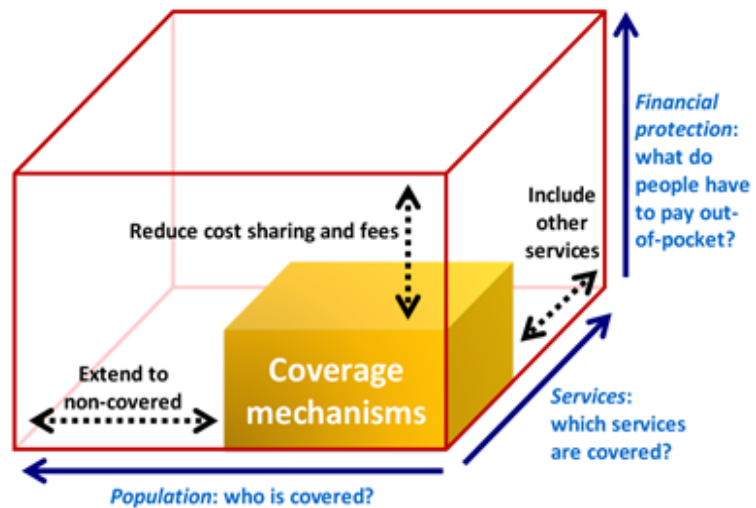 Financial
protection:
what do
people have
to pay out-
of-pocket?
Include
other
services
Reduce cost sharing and fees
Coverage
mechanisms
Extend to
non-covered
Services:
which services
are covered?
Population: who is covered?